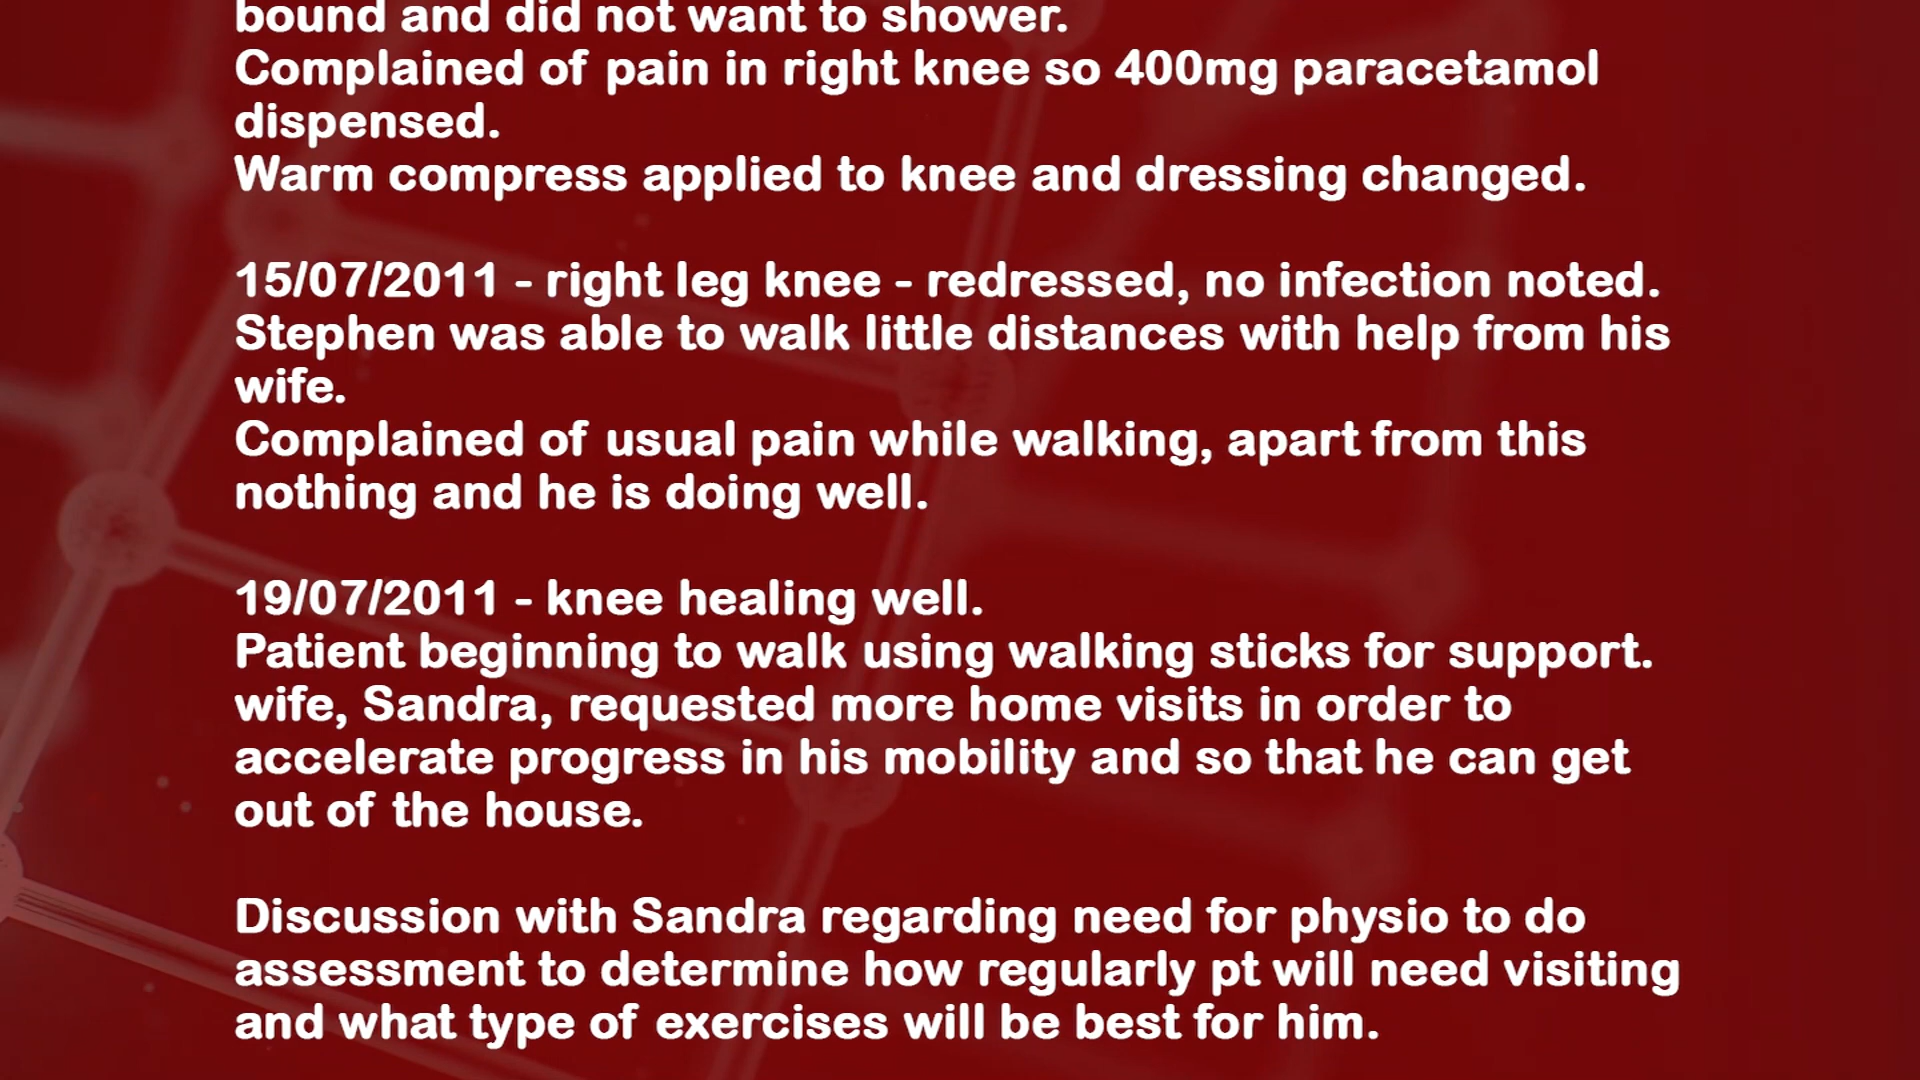 bound and did not want to shower.
Complained of pain in right knee so 400mg paracetamol
dispensed.
Warm compress applied to knee and dressing changed.
15/07/2011 - right leg knee - redressed, no infection noted.
Stephen was able to walk little distances with help from his
wife.
Complained of usual pain while walking, apart from this
nothing and he is doing well.
19/07/2011 - knee healing well.
Patient beginning to walk using walking sticks for support.
wife, Sandra, requested more home visits in order to
accelerate progress in his mobility and so that he can get
out of the house.
Discussion with Sandra regarding need for physio to do
assessment to determine how regularly pt will need visiting
and what type of exercises will be best for him.